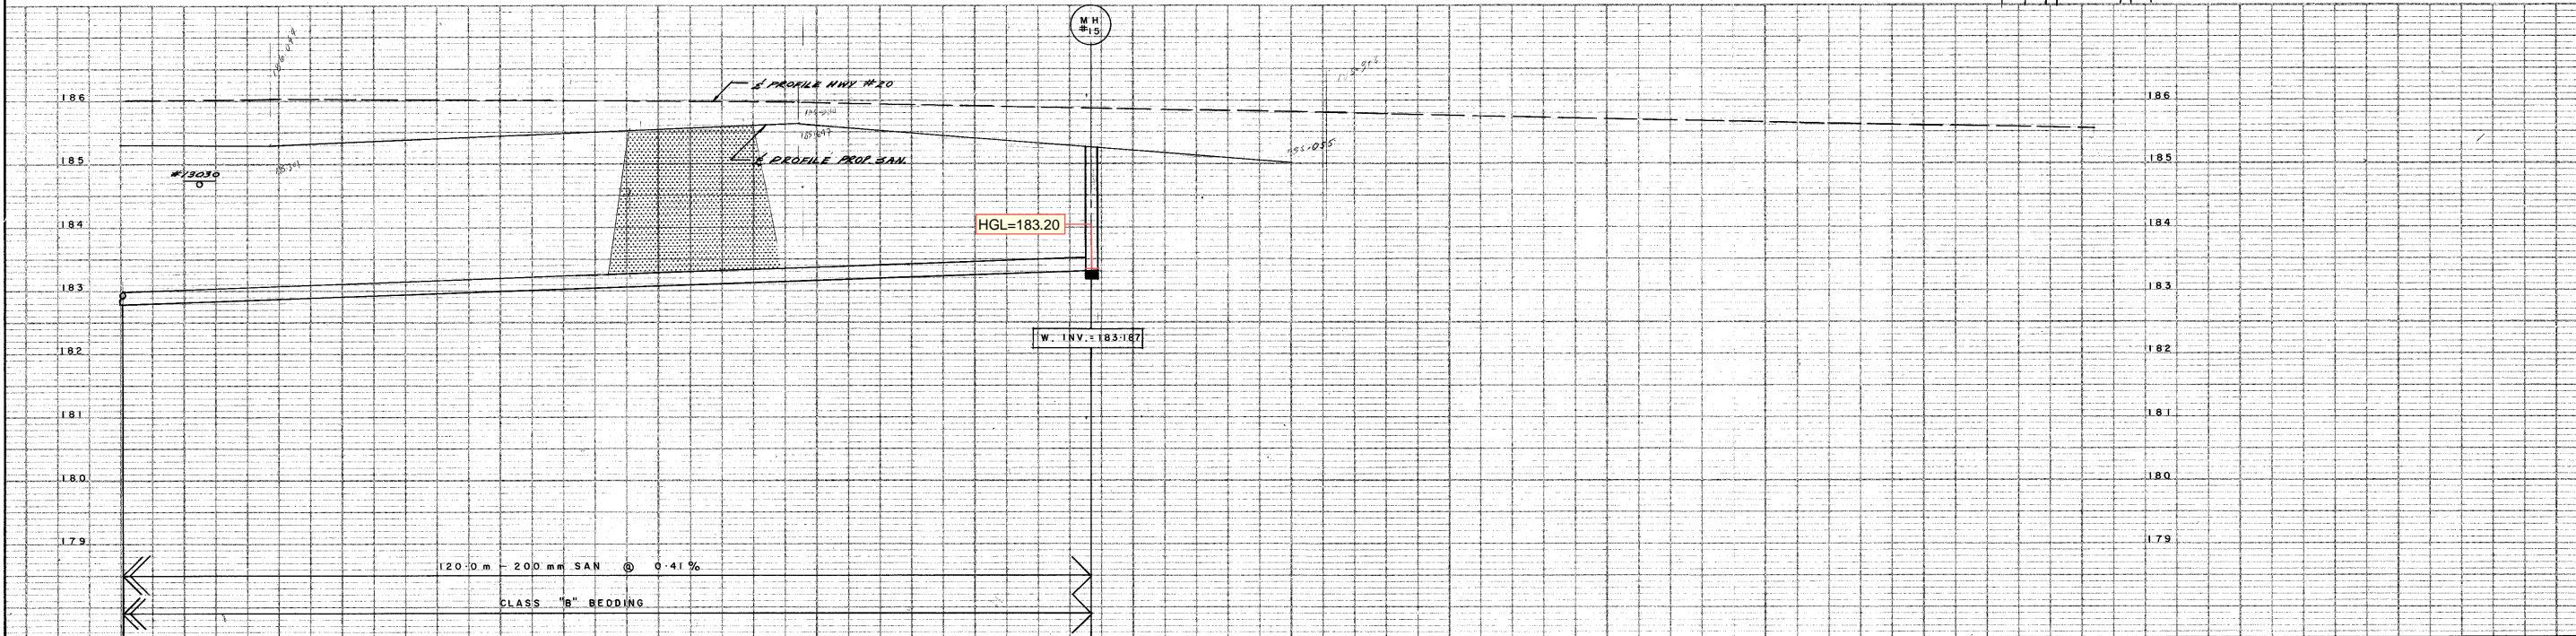 MH
#15
℄ PROFILE HWY #20
186
186
185
℄ PROFILE PROP. SAN.
185
#13030
184
HGL=183.20
184
183
183
182
W. INV.=183·187
182
181
181
180
180
179
179
120·0 m - 200 mm SAN @ 0·41%
CLASS "B" BEDDING